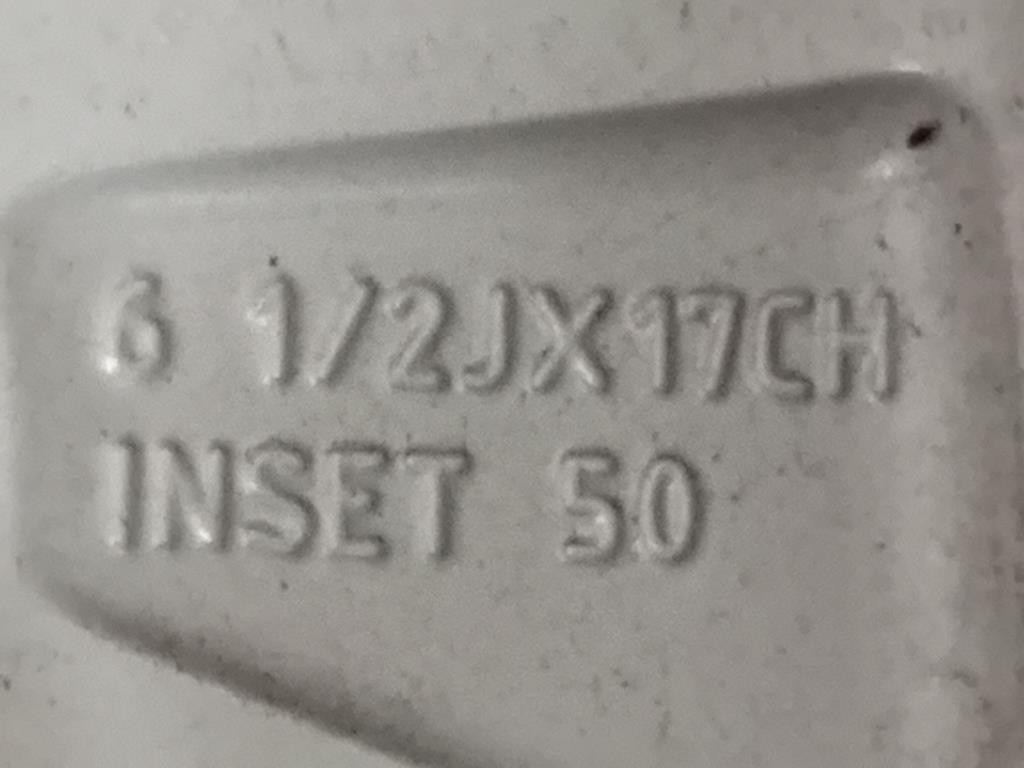 6 1/2JX17CH
INSET 50